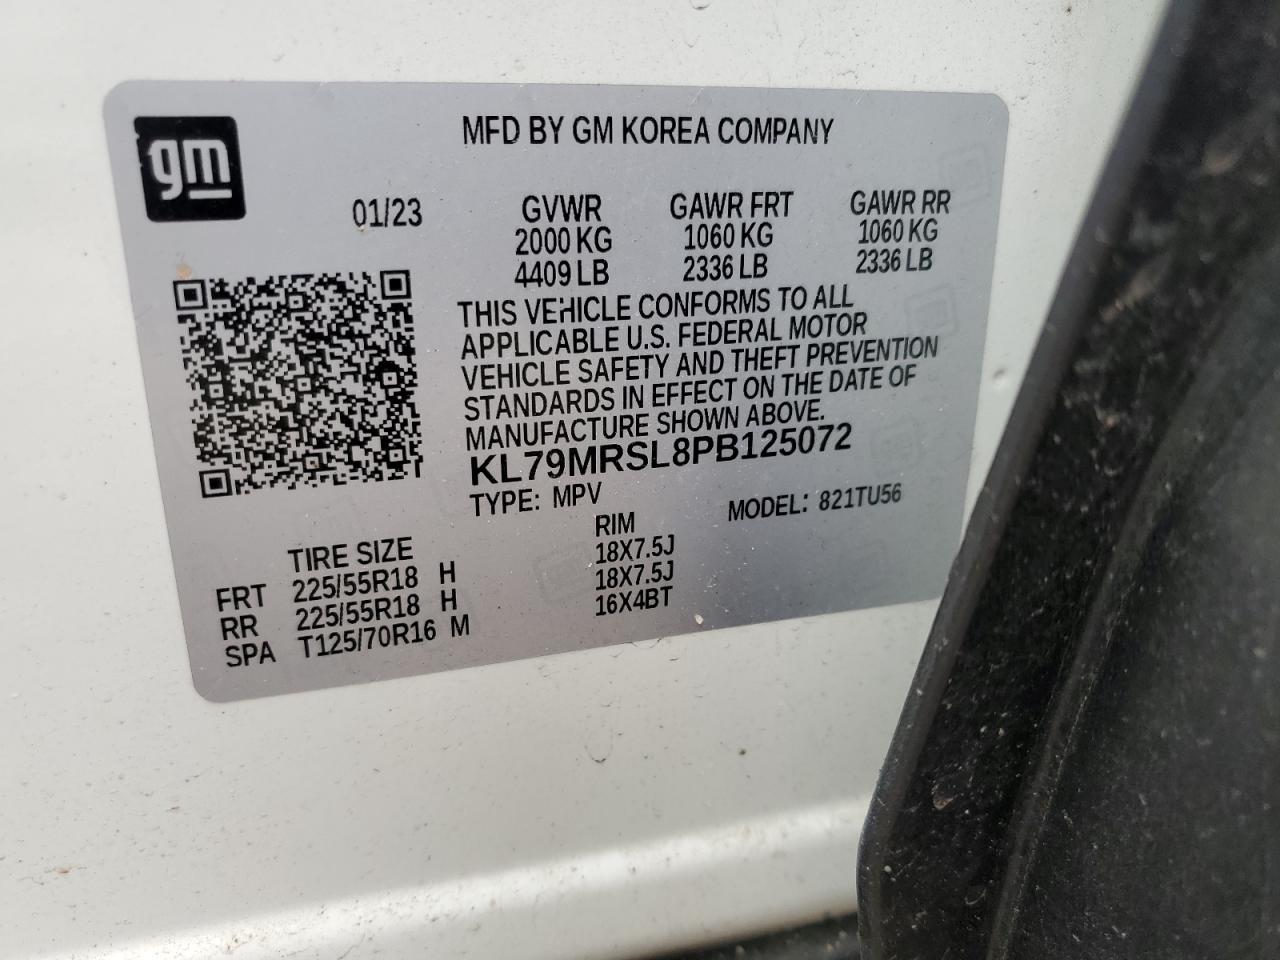 gm
MFD BY GM KOREA COMPANY
01/23 GVWR GAWR FRT GAWR RR
2000 KG 1060 KG 1060 KG
4409 LB 2336 LB 2336 LB
THIS VEHICLE CONFORMS TO ALL
APPLICABLE U.S. FEDERAL MOTOR
VEHICLE SAFETY AND THEFT PREVENTION
STANDARDS IN EFFECT ON THE DATE OF
MANUFACTURE SHOWN ABOVE.
KL79MRSL8PB125072
TYPE: MPV MODEL: 821TU56
TIRE SIZE RIM
FRT 225/55R18 H 18X7.5J
RR 225/55R18 H 18X7.5J
SPA T125/70R16 M 16X4BT